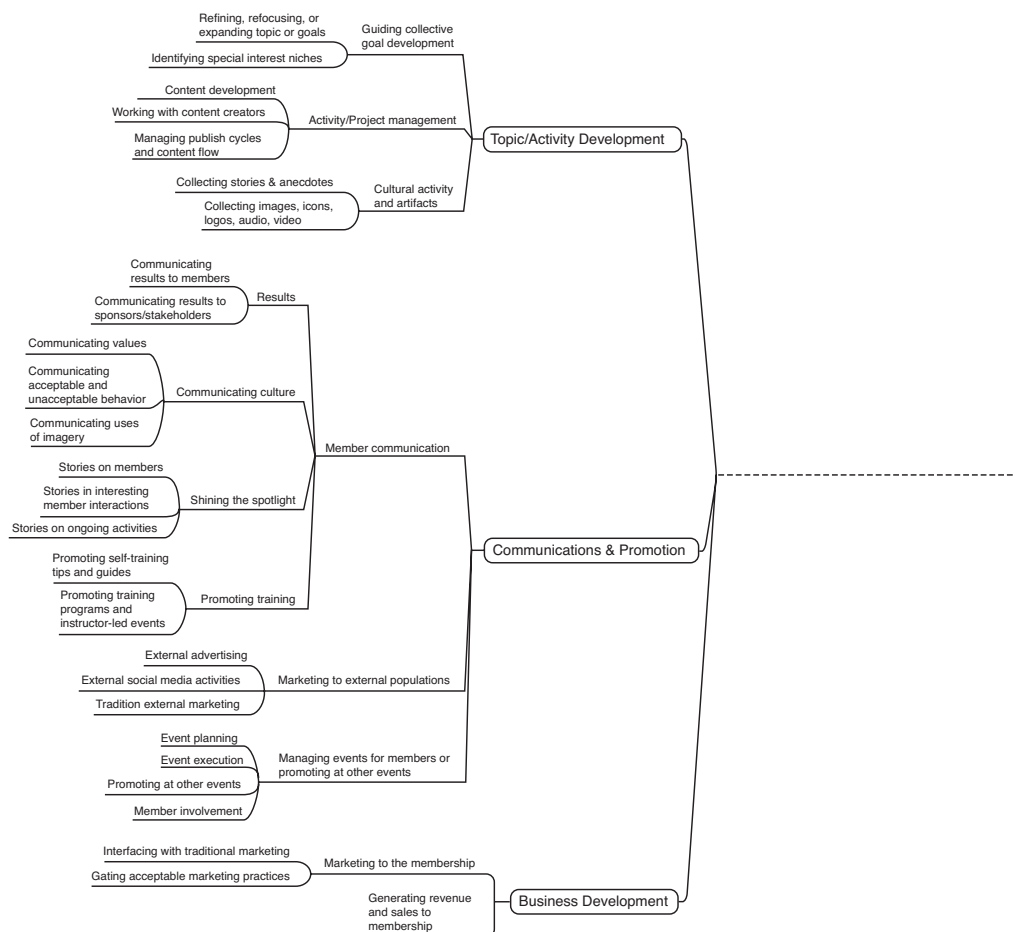 Refining, refocusing, or
expanding topic or goals
Identifying special interest niches
Guiding collective
goal development
Content development
Working with content creators
Managing publish cycles
and content flow
Activity/Project management
Collecting stories & anecdotes
Collecting images, icons,
logos, audio, video
Cultural activity
and artifacts
Topic/Activity Development
Communicating
results to members
Communicating results to
sponsors/stakeholders
Results
Communicating values
Communicating
acceptable and
unacceptable behavior
Communicating uses
of imagery
Communicating culture
Stories on members
Stories in interesting
member interactions
Stories on ongoing activities
Shining the spotlight
Promoting self-training
tips and guides
Promoting training
programs and
instructor-led events
Promoting training
Member communication
External advertising
External social media activities
Tradition external marketing
Marketing to external populations
Event planning
Event execution
Promoting at other events
Member involvement
Managing events for members or
promoting at other events
Communications & Promotion
Interfacing with traditional marketing
Gating acceptable marketing practices
Marketing to the membership
Generating revenue
and sales to
membership
Business Development